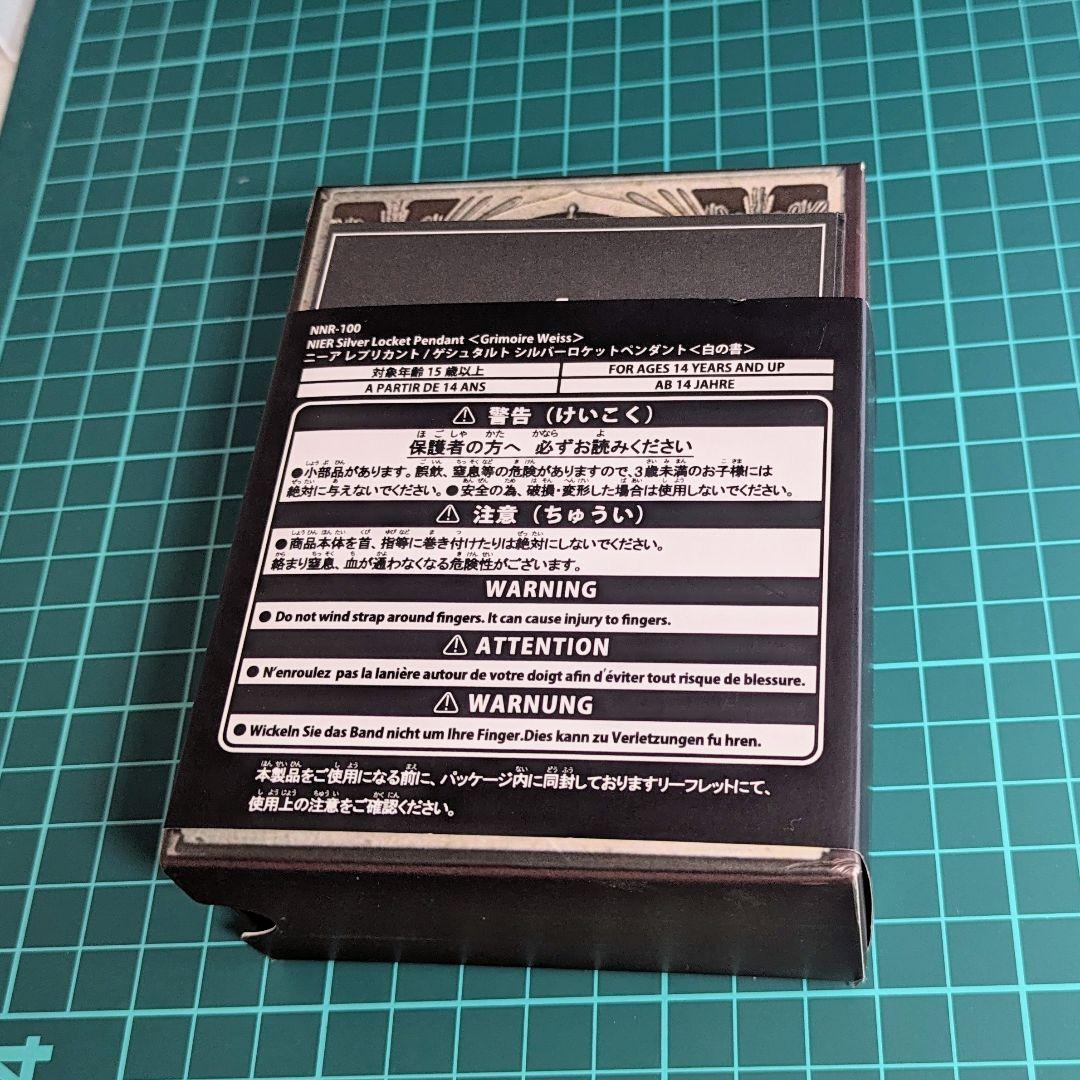 NNR-100
NIER Silver Locket Pendant <Grimoire Weiss>
ニーア レプリカント / ゲシュタルト シルバーロケットペンダント<白の書>
対象年齢 15 歳以上
FOR AGES 14 YEARS AND UP
A PARTIR DE 14 ANS
AB 14 JAHRE
⚠ 警告（けいこく）
保護者の方へ 必ずお読みください
●小部品があります。誤飲、窒息等の危険がありますので、3歳未満のお子様には
絶対に与えないでください。●安全の為、破損・変形した場合は使用しないでください。
⚠ 注意（ちゅうい）
●商品本体を首、指等に巻き付けたりは絶対にしないでください。
絡まり窒息、血が通わなくなる危険性がございます。
WARNING
● Do not wind strap around fingers. It can cause injury to fingers.
⚠ ATTENTION
● N'enroulez pas la lanière autour de votre doigt afin d'éviter tout risque de blessure.
⚠ WARNUNG
● Wickeln Sie das Band nicht um Ihre Finger.Dies kann zu Verletzungen fu hren.
本製品をご使用になる前に、パッケージ内に同封しておりますリーフレットにて、
使用上の注意をご確認ください。
4